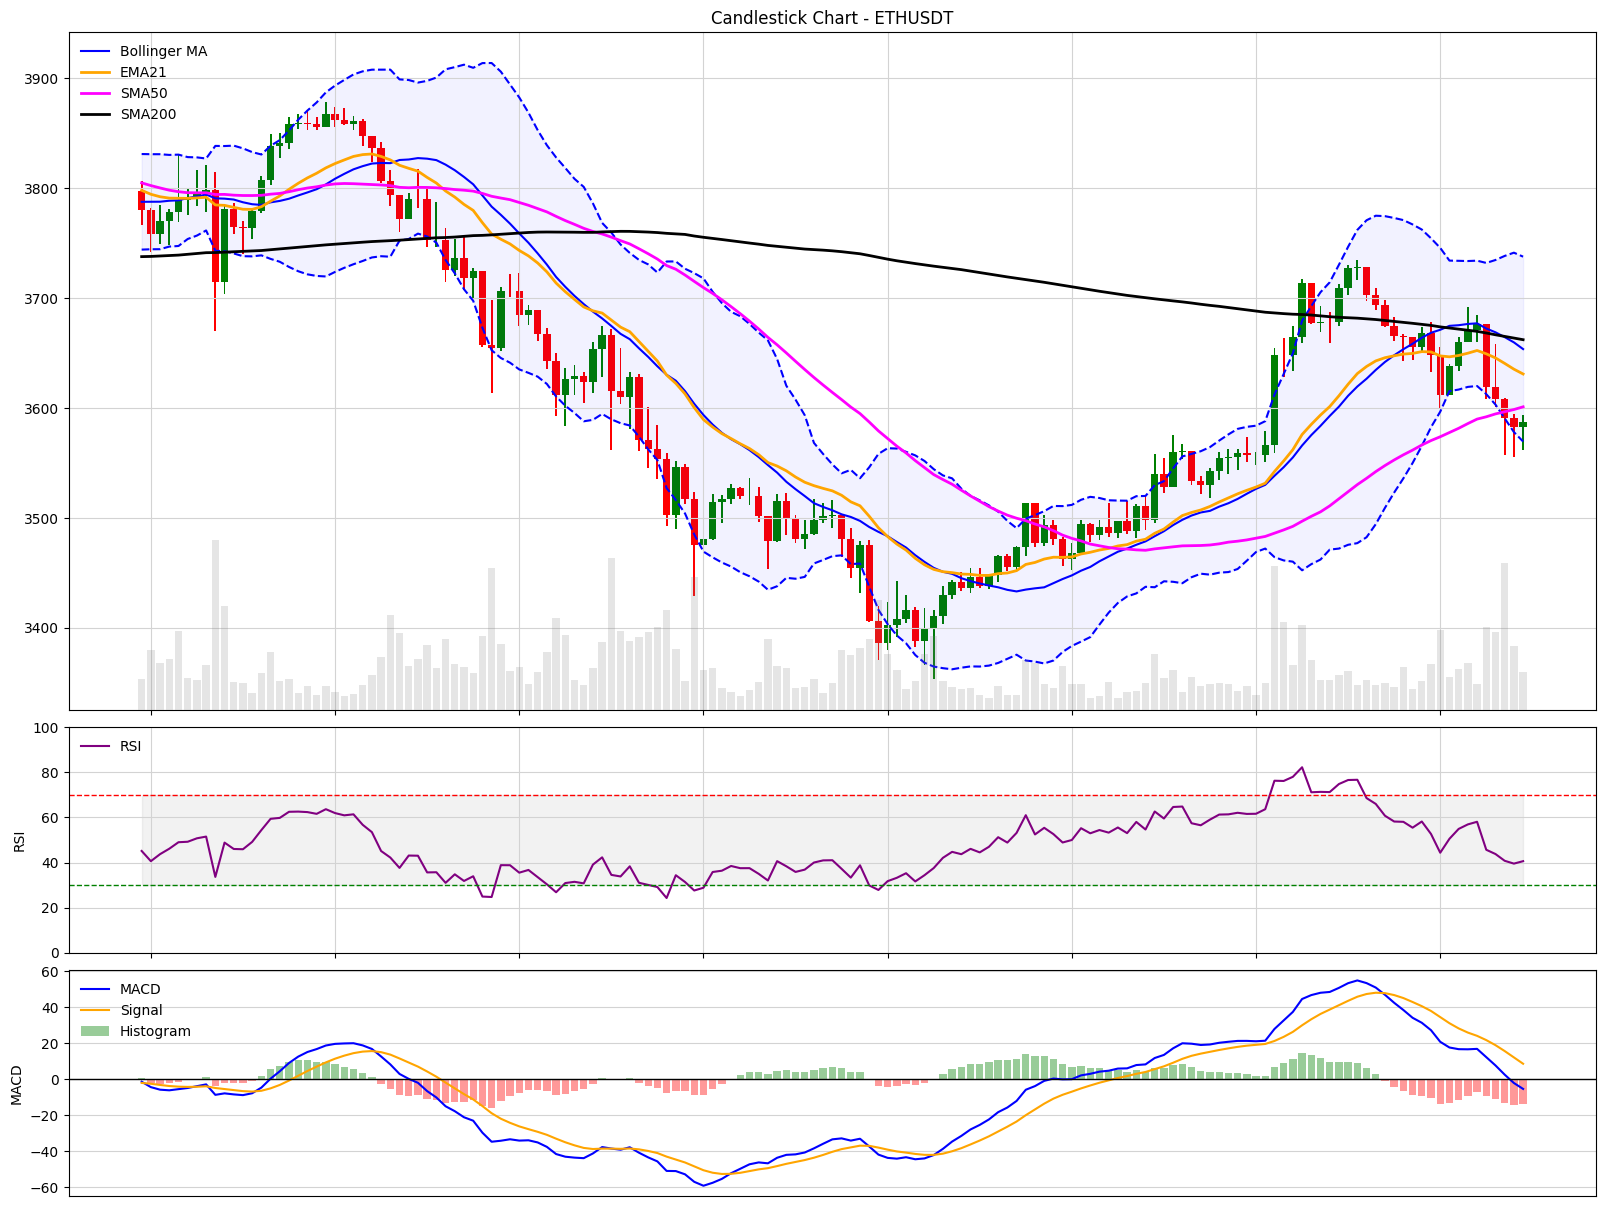 Candlestick Chart - ETHUSDT
Bollinger MA
EMA21
SMA50
SMA200
3900
3800
3700
3600
3500
3400
RSI
100
80
60
40
20
0
RSI
MACD
Signal
Histogram
60
40
20
0
−20
−40
−60
MACD